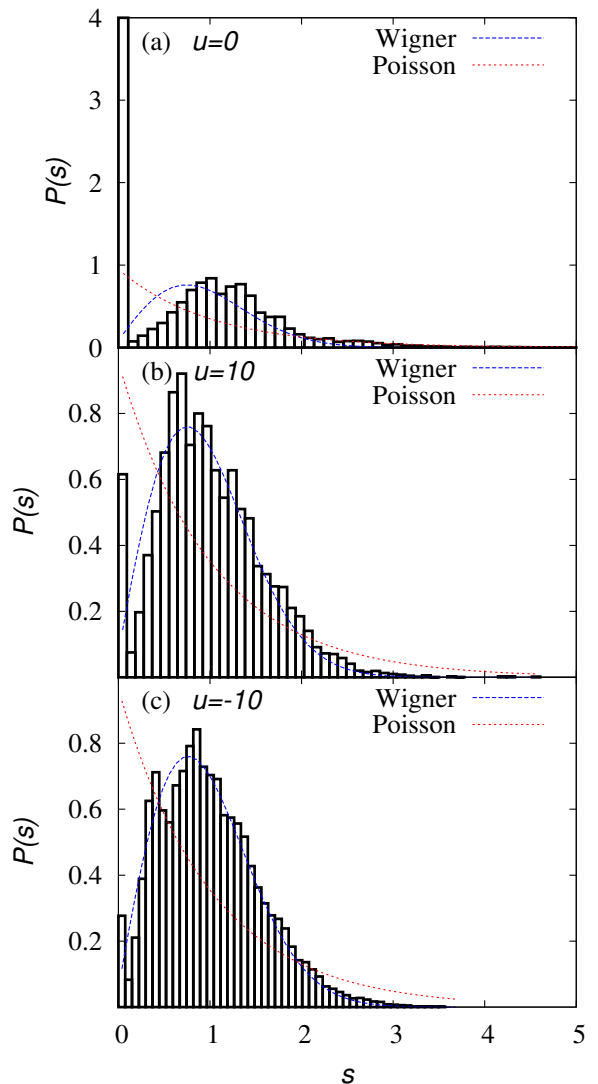 4
(a) u=0
Wigner
Poisson
3
P(s)
2
1
0
(b) u=10
Wigner
Poisson
0.8
0.6
P(s)
0.4
0.2
(c) u=-10
Wigner
Poisson
0.8
0.6
P(s)
0.4
0.2
0 1 2 3 4 5
s